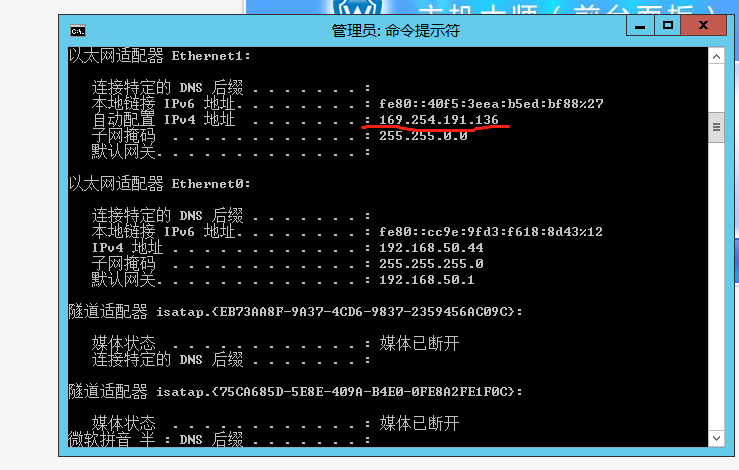 主机大师（前台面板）
管理员: 命令提示符
以太网适配器 Ethernet1:
连接特定的 DNS 后缀 . . . . . . . :
本地链接 IPv6 地址. . . . . . . . : fe80::40f5:3eea:b5ed:bf88%27
自动配置 IPv4 地址  . . . . . . . : 169.254.191.136
子网掩码  . . . . . . . . . . . . : 255.255.0.0
默认网关. . . . . . . . . . . . . :
以太网适配器 Ethernet0:
连接特定的 DNS 后缀 . . . . . . . :
本地链接 IPv6 地址. . . . . . . . : fe80::cc9e:9fd3:f618:8d43%12
IPv4 地址 . . . . . . . . . . . . : 192.168.50.44
子网掩码  . . . . . . . . . . . . : 255.255.255.0
默认网关. . . . . . . . . . . . . : 192.168.50.1
隧道适配器 isatap.{EB73AA8F-9A37-4CD6-9837-2359456AC09C}:
媒体状态  . . . . . . . . . . . . : 媒体已断开
连接特定的 DNS 后缀 . . . . . . . :
隧道适配器 isatap.{75CA685D-5E8E-409A-B4E0-0FE8A2FE1F0C}:
媒体状态  . . . . . . . . . . . . : 媒体已断开
微软拼音 半 : DNS 后缀 . . . . . . . :